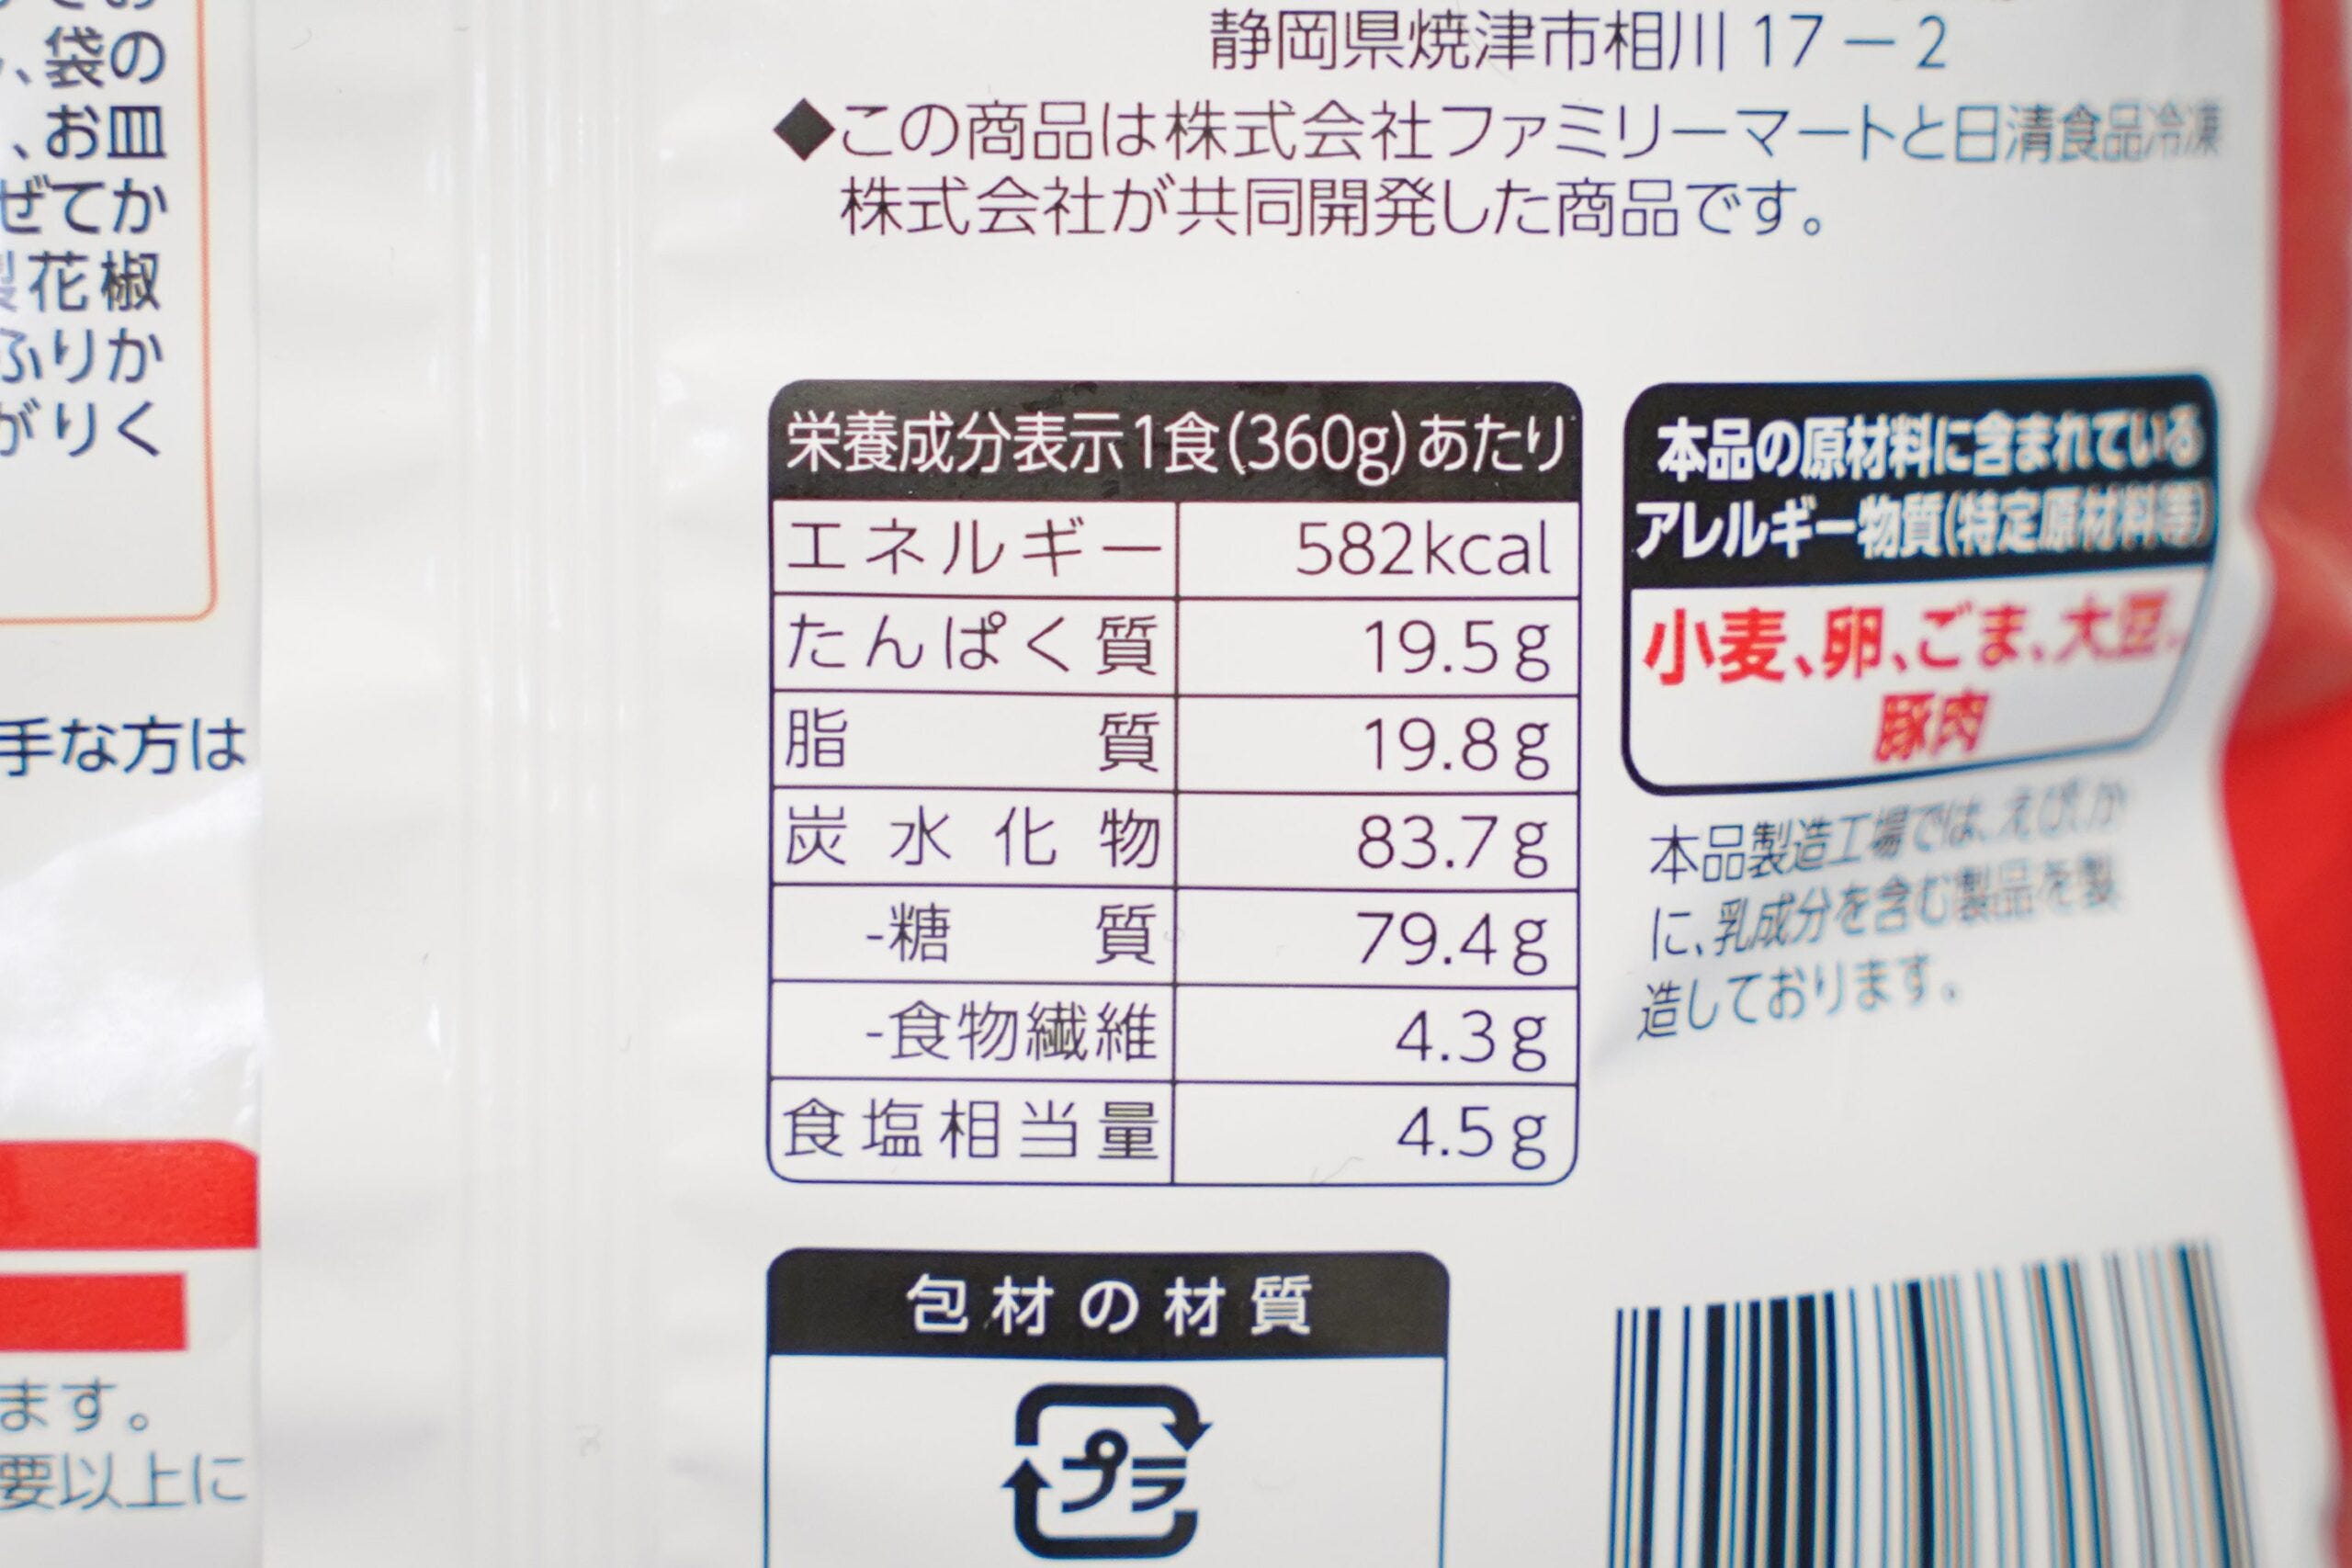 、袋の
、お皿
ぜてか
製花椒
ふりか
がりく
手な方は
ます。
要以上に
静岡県焼津市相川17－2
◆この商品は株式会社ファミリーマートと日清食品冷凍
株式会社が共同開発した商品です。
栄養成分表示1食(360g)あたり
エネルギー 582kcal
たんぱく質 19.5g
脂質 19.8g
炭水化物 83.7g
-糖質 79.4g
-食物繊維 4.3g
食塩相当量 4.5g
本品の原材料に含まれている
アレルギー物質(特定原材料等)
小麦、卵、ごま、大豆、
豚肉
本品製造工場では、えび、か
に、乳成分を含む製品を製
造しております。
包材の材質
プラ